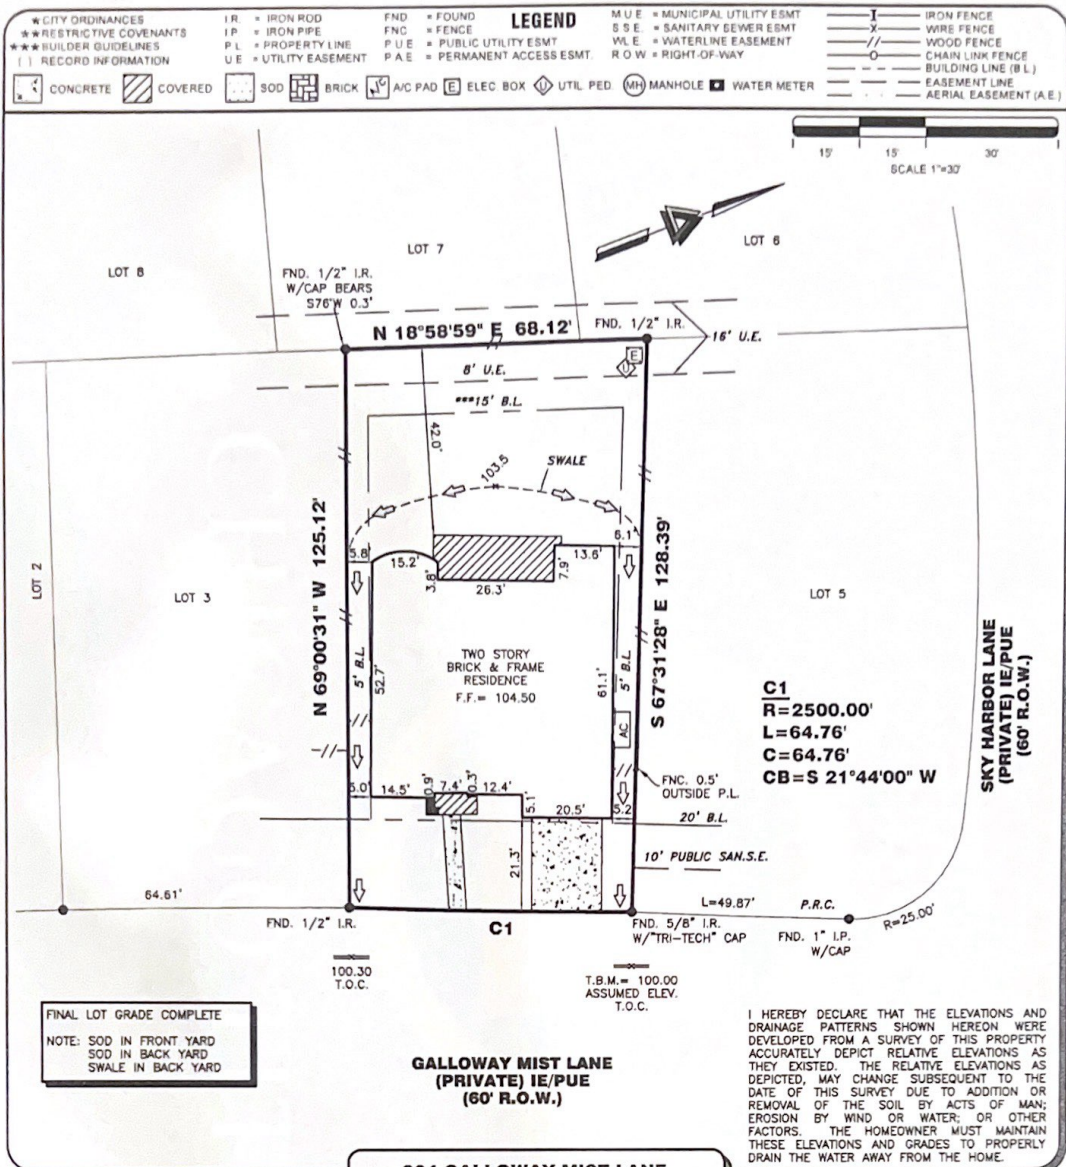 ★CITY ORDINANCES
★★RESTRICTIVE COVENANTS
★★★BUILDER GUIDELINES
( ) RECORD INFORMATION
I.R. = IRON ROD
I.P. = IRON PIPE
P.L. = PROPERTY LINE
U.E. = UTILITY EASEMENT
FND = FOUND
FNC = FENCE
P.U.E. = PUBLIC UTILITY ESMT
P.A.E. = PERMANENT ACCESS ESMT.
LEGEND
M.U.E. = MUNICIPAL UTILITY ESMT
S.S.E. = SANITARY SEWER ESMT
W.L.E. = WATERLINE EASEMENT
R.O.W. = RIGHT-OF-WAY
I IRON FENCE
X WIRE FENCE
// WOOD FENCE
O CHAIN LINK FENCE
BUILDING LINE (B.L.)
EASEMENT LINE
AERIAL EASEMENT (A.E.)
CONCRETE
COVERED
SOD
BRICK
A/C PAD
E ELEC. BOX
U UTIL. PED.
MH MANHOLE
WATER METER
15' 15' 30'
SCALE 1"=30'
LOT 8
LOT 7
LOT 6
FND. 1/2" I.R.
W/CAP BEARS
S76°W 0.3'
N 18°58'59" E 68.12'
FND. 1/2" I.R.
16' U.E.
E
U
8' U.E.
***15' B.L.
42.0'
103.5
SWALE
LOT 2
LOT 3
N 69°00'31" W 125.12'
5.8'
15.2'
3.8'
26.3'
7.9'
13.6'
6.1'
S 67°31'28" E 128.39'
LOT 5
5' B.L.
52.7'
TWO STORY
BRICK & FRAME
RESIDENCE
F.F.= 104.50
61.1'
5' B.L.
AC
C1
R=2500.00'
L=64.76'
C=64.76'
CB=S 21°44'00" W
SKY HARBOR LANE
(PRIVATE) IE/PUE
(60' R.O.W.)
FNC. 0.5'
OUTSIDE P.L.
5.0'
14.5'
0.9'
7.4'
0.3'
12.4'
5.1'
20.5'
5.2
20' B.L.
21.3'
10' PUBLIC SAN.S.E.
64.61'
FND. 1/2" I.R.
C1
FND. 5/8" I.R.
W/"TRI-TECH" CAP
L=49.87'
P.R.C.
FND. 1" I.P.
W/CAP
R=25.00'
100.30
T.O.C.
T.B.M.= 100.00
ASSUMED ELEV.
T.O.C.
FINAL LOT GRADE COMPLETE
NOTE: SOD IN FRONT YARD
SOD IN BACK YARD
SWALE IN BACK YARD
GALLOWAY MIST LANE
(PRIVATE) IE/PUE
(60' R.O.W.)
I HEREBY DECLARE THAT THE ELEVATIONS AND
DRAINAGE PATTERNS SHOWN HEREON WERE
DEVELOPED FROM A SURVEY OF THIS PROPERTY
ACCURATELY DEPICT RELATIVE ELEVATIONS AS
THEY EXISTED. THE RELATIVE ELEVATIONS AS
DEPICTED, MAY CHANGE SUBSEQUENT TO THE
DATE OF THIS SURVEY DUE TO ADDITION OR
REMOVAL OF THE SOIL BY ACTS OF MAN;
EROSION BY WIND OR WATER; OR OTHER
FACTORS. THE HOMEOWNER MUST MAINTAIN
THESE ELEVATIONS AND GRADES TO PROPERLY
DRAIN THE WATER AWAY FROM THE HOME.
GALLOWAY MIST LANE